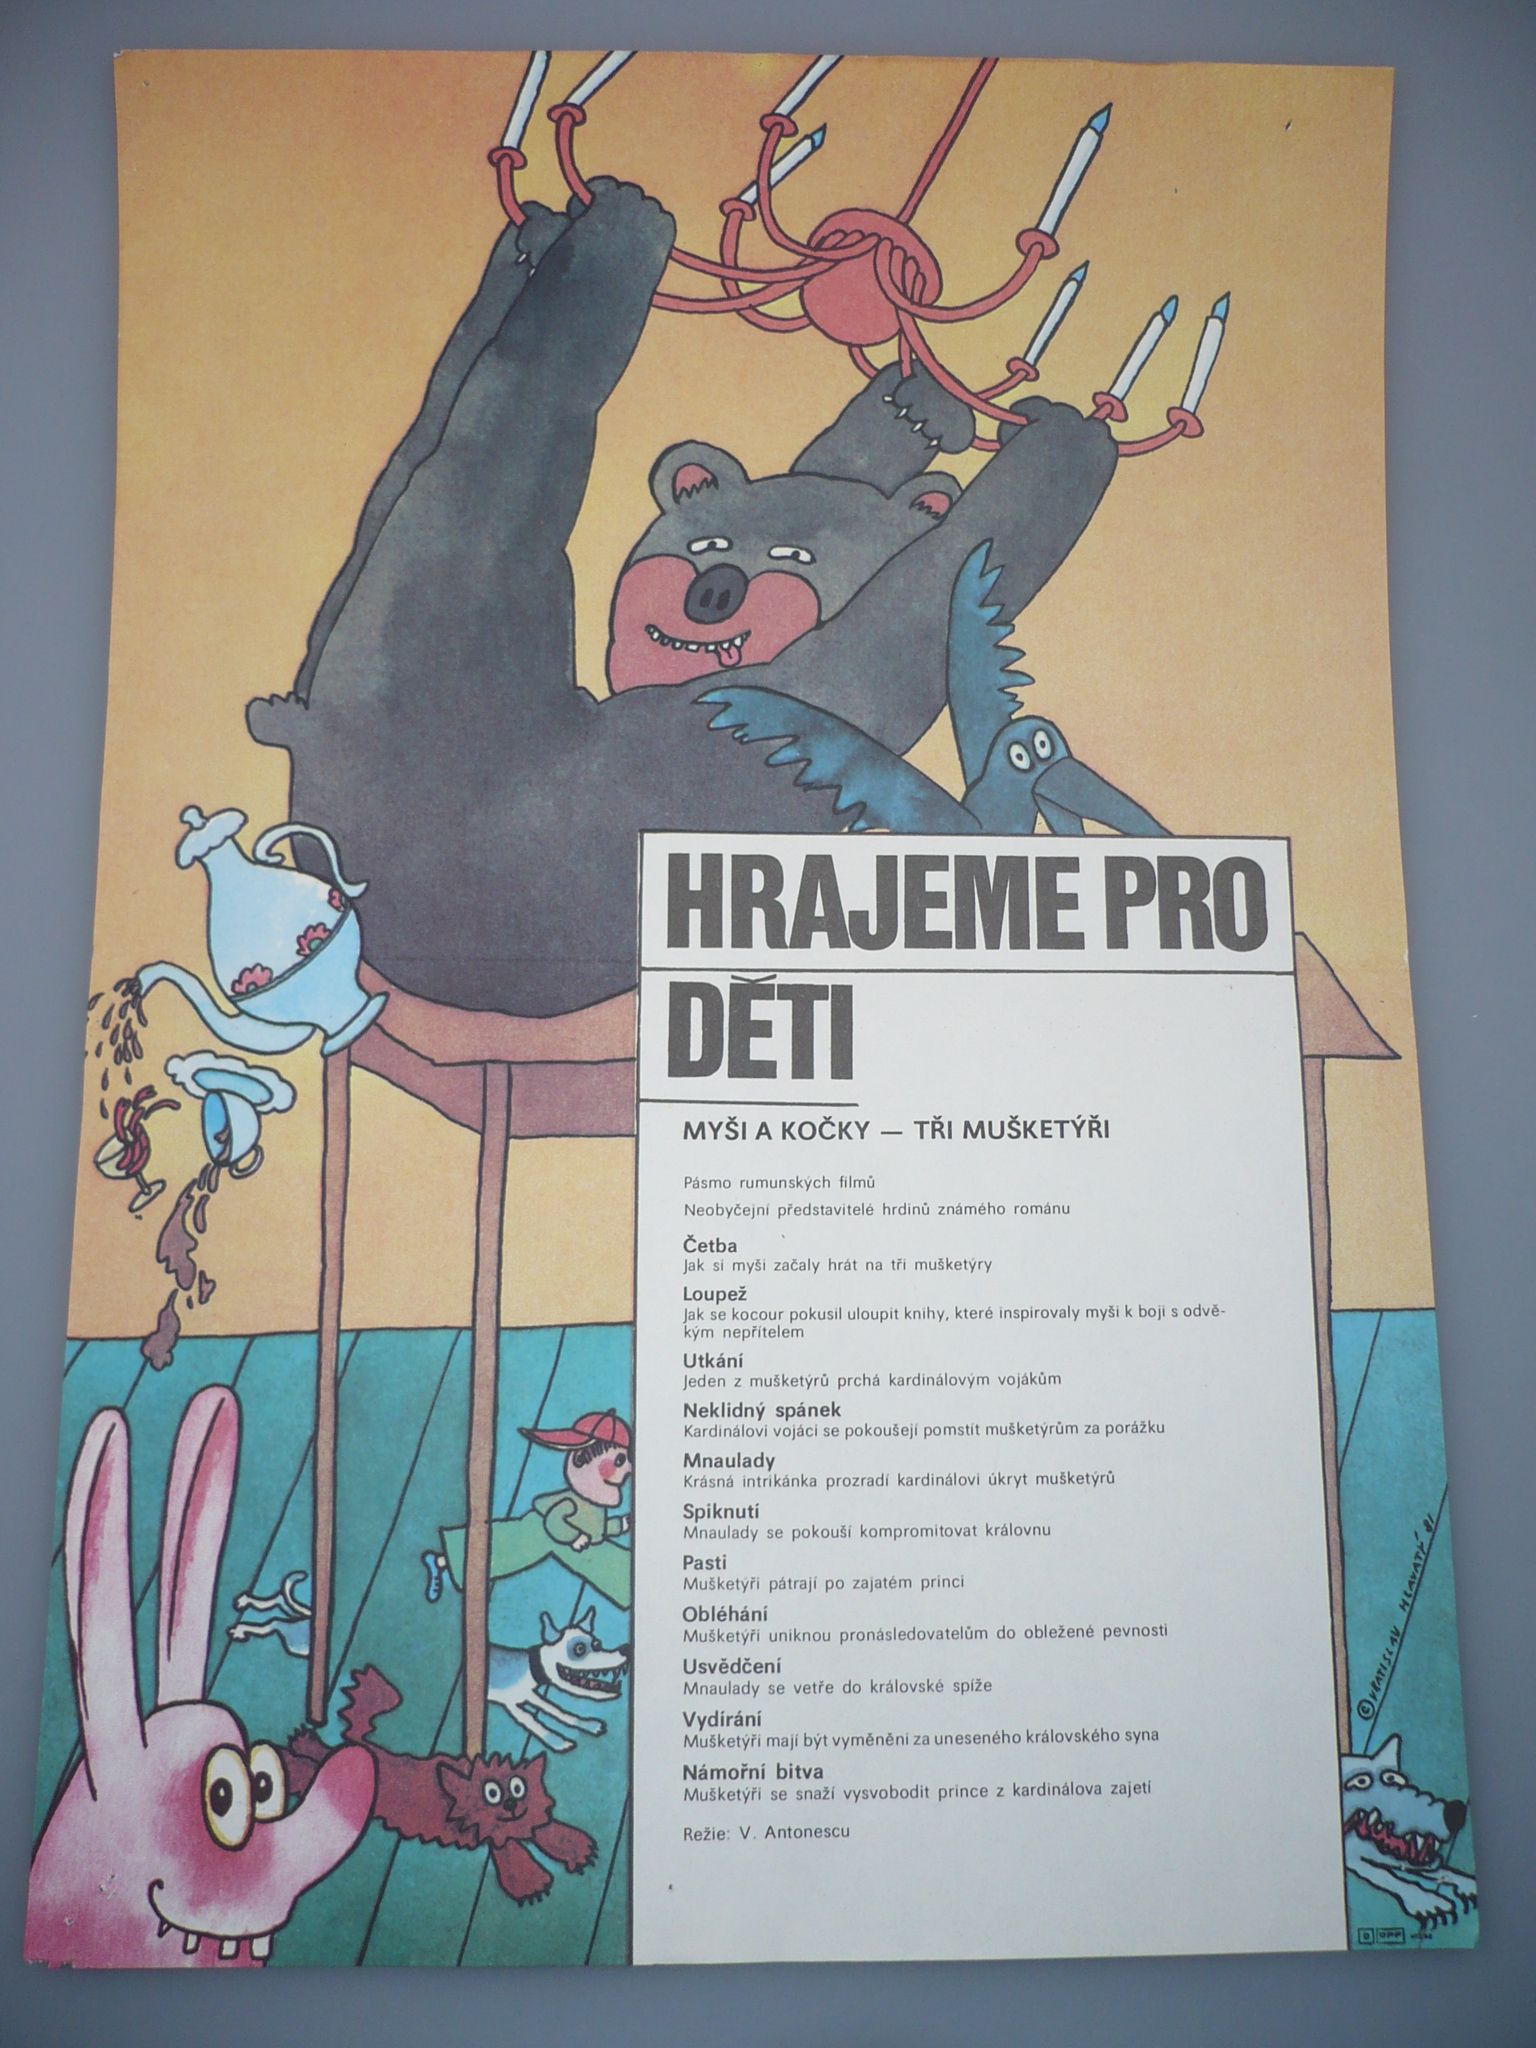 HRAJEME PRO
DĚTI
MYŠI A KOČKY — TŘI MUŠKETÝŘI
Pásmo rumunských filmů
Neobyčejní představitelé hrdinů známého románu
Četba
Jak si myši začaly hrát na tři mušketýry
Loupež
Jak se kocour pokusil uloupit knihy, které inspirovaly myši k boji s odvě-
kým nepřítelem
Utkání
Jeden z mušketýrů prchá kardinálovým vojákům
Neklidný spánek
Kardinálovi vojáci se pokoušejí pomstít mušketýrům za porážku
Mnaulady
Krásná intrikánka prozradí kardinálovi úkryt mušketýrů
Spiknutí
Mnaulady se pokouší kompromitovat královnu
Pasti
Mušketýři pátrají po zajatém princi
Obléhání
Mušketýři uniknou pronásledovatelům do obležené pevnosti
Usvědčení
Mnaulady se vetře do královské spíže
Vydírání
Mušketýři mají být vyměněni za uneseného královského syna
Námořní bitva
Mušketýři se snaží vysvobodit prince z kardinálova zajetí
Režie: V. Antonescu
© VRATISLAV HLAVATÝ 81